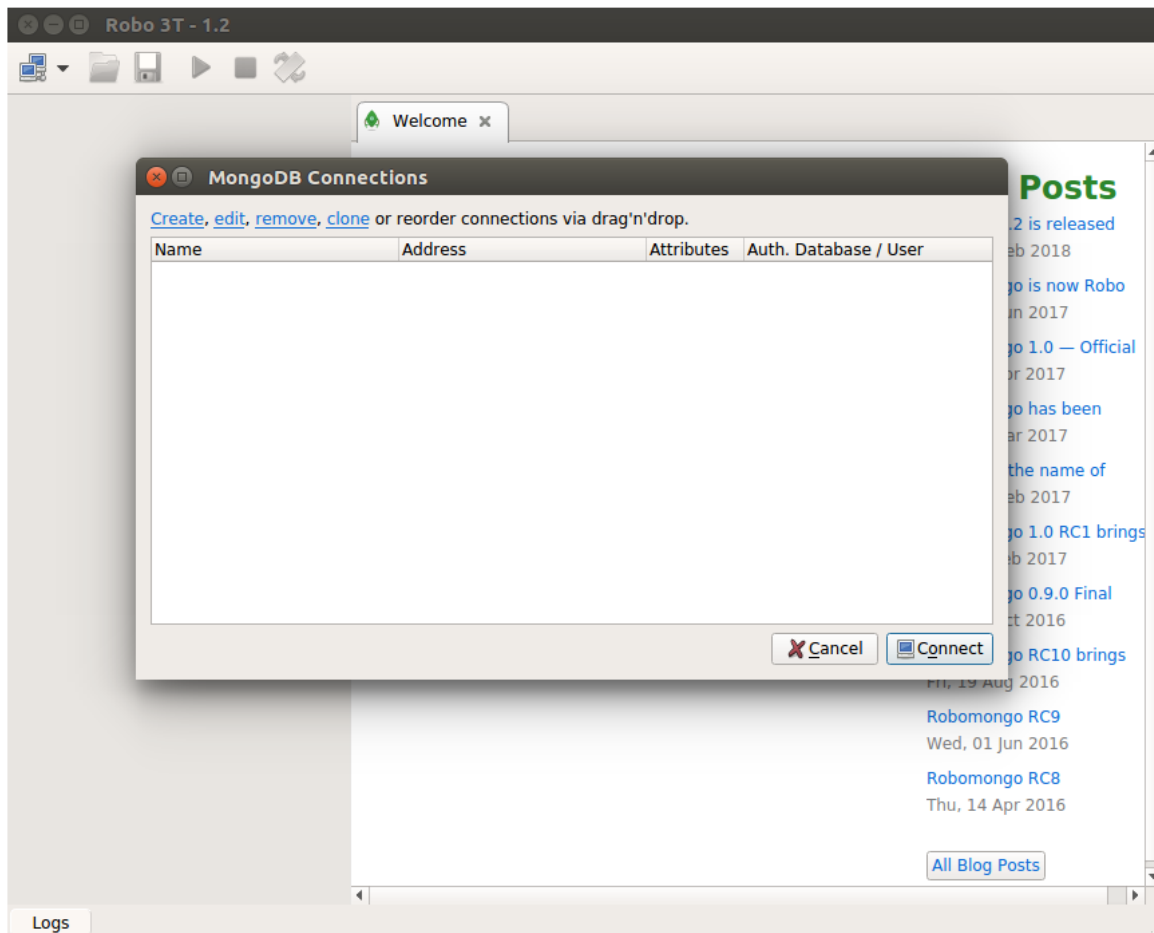 Robo 3T - 1.2
Welcome
MongoDB Connections
Create, edit, remove, clone or reorder connections via drag'n'drop.
Name Address Attributes Auth. Database / User
Cancel Connect
Posts
.2 is released
eb 2018
go is now Robo
un 2017
go 1.0 — Official
pr 2017
go has been
ar 2017
the name of
eb 2017
go 1.0 RC1 brings
eb 2017
go 0.9.0 Final
ct 2016
go RC10 brings
Fri, 19 Aug 2016
Robomongo RC9
Wed, 01 Jun 2016
Robomongo RC8
Thu, 14 Apr 2016
All Blog Posts
Logs